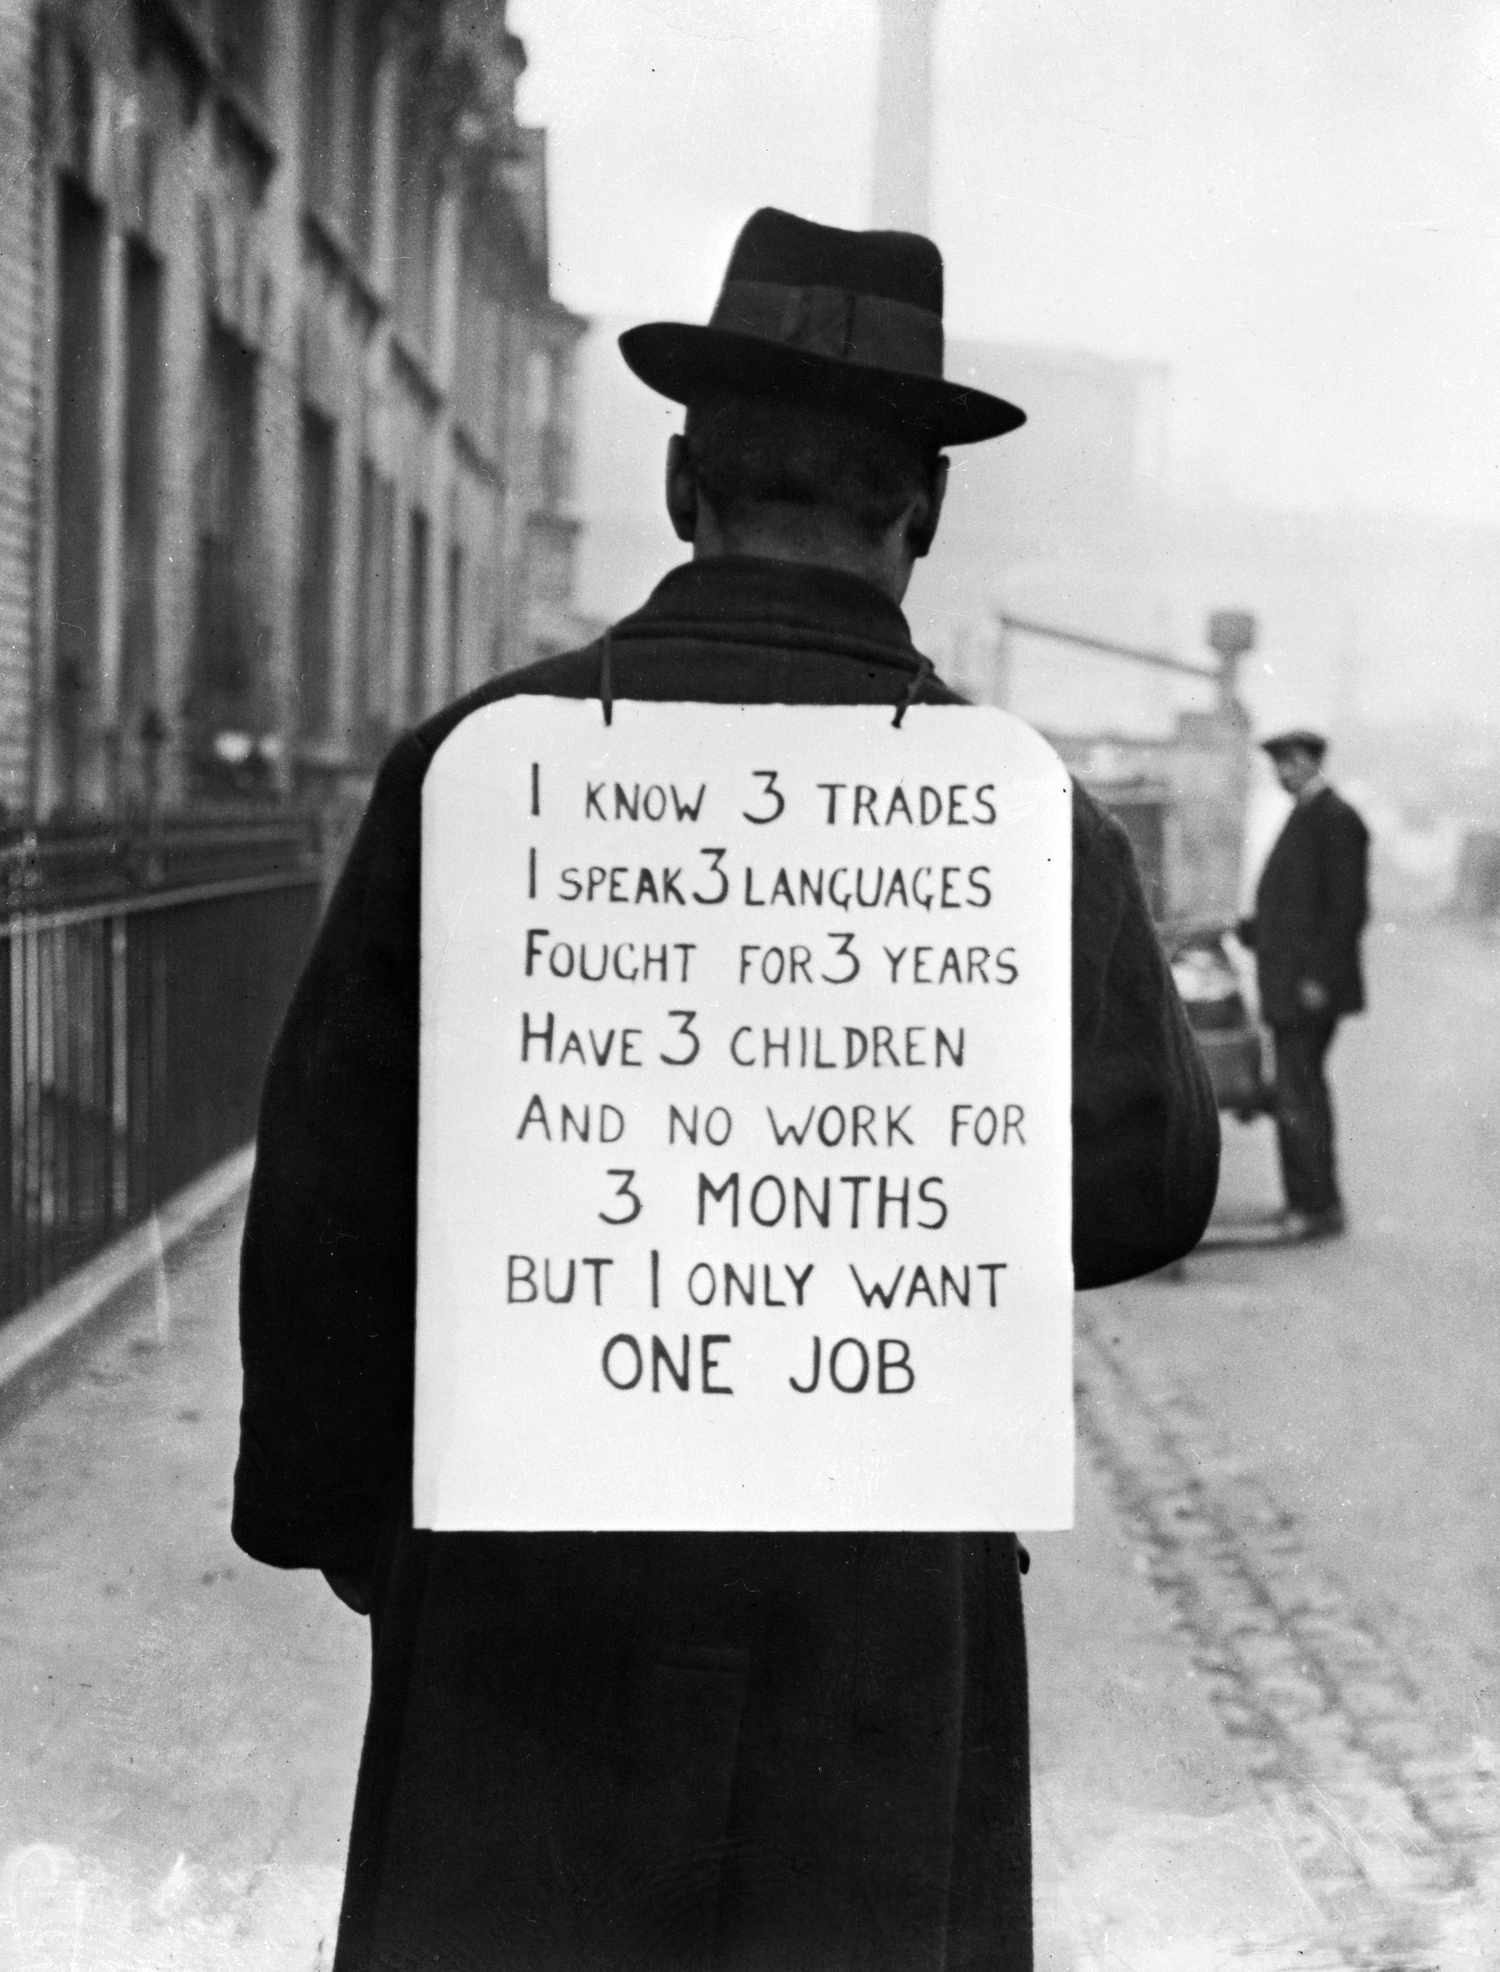 I KNOW 3 TRADES
I SPEAK 3 LANGUAGES
FOUGHT FOR 3 YEARS
HAVE 3 CHILDREN
AND NO WORK FOR
3 MONTHS
BUT I ONLY WANT
ONE JOB